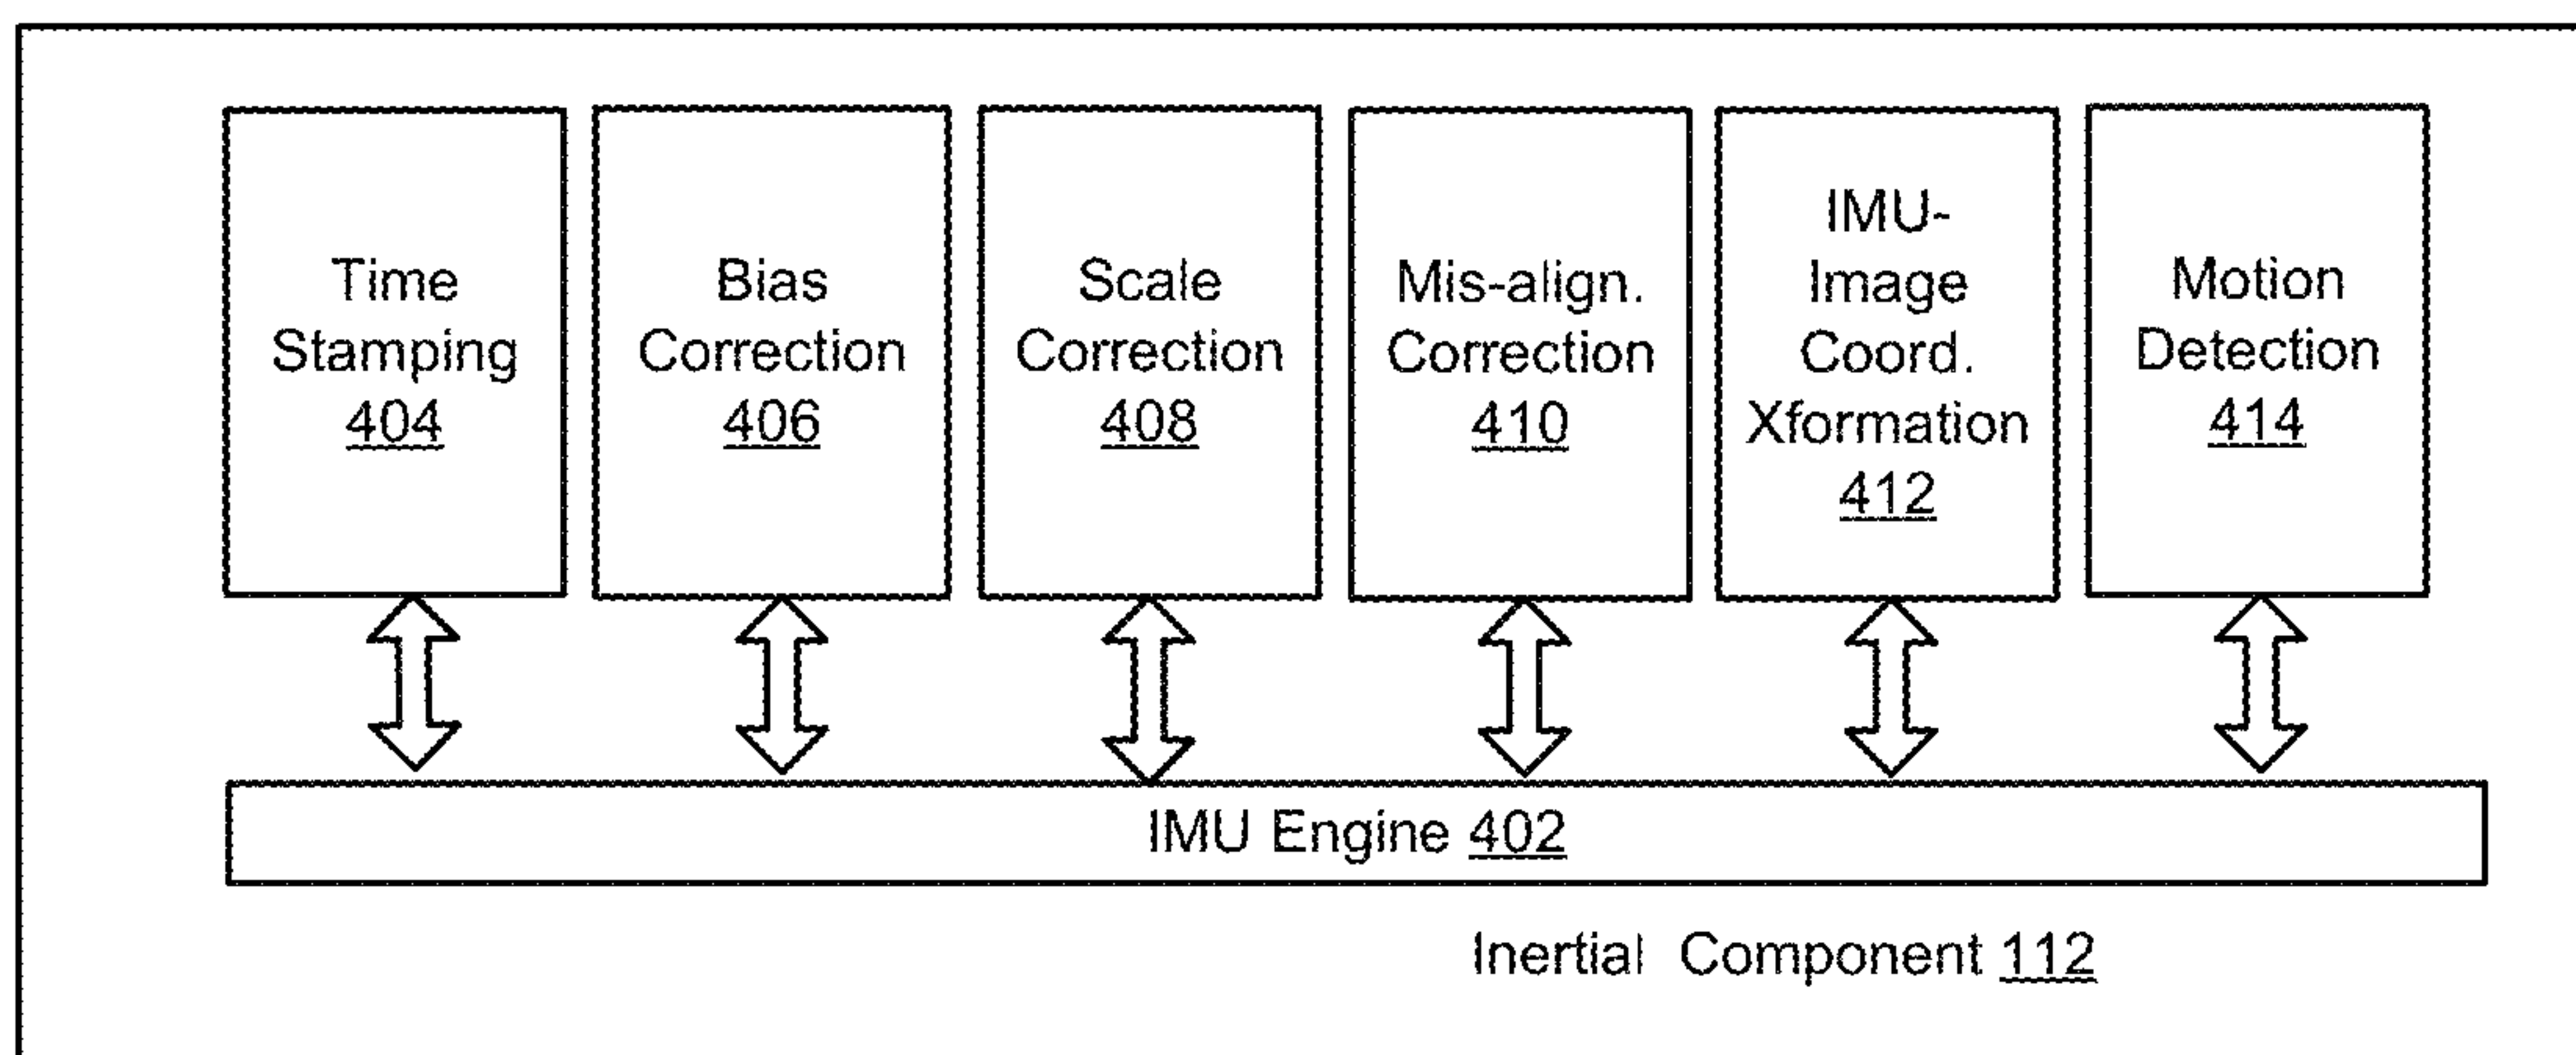 Time
Stamping
404
Bias
Correction
406
Scale
Correction
408
Mis-align.
Correction
410
IMU-
Image
Coord.
Xformation
412
Motion
Detection
414
IMU Engine 402
Inertial Component 112